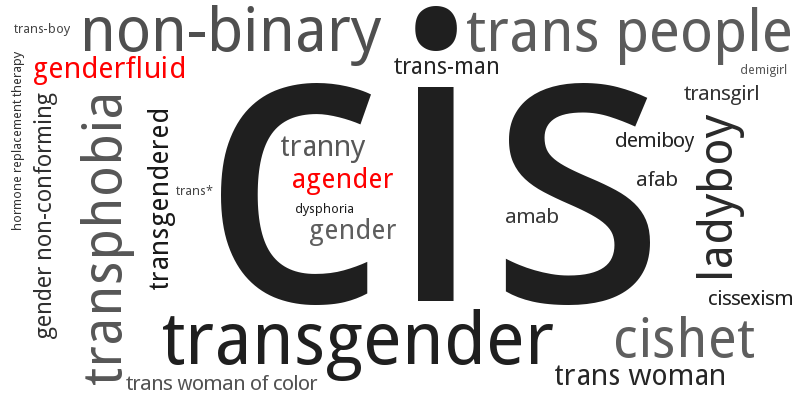 trans-boy
non-binary
trans people
genderfluid
trans-man
demigirl
hormone replacement therapy
gender non-conforming
transphobia
transgendered
cis
transgirl
tranny
demiboy
ladyboy
trans*
agender
afab
dysphoria
amab
gender
cissexism
transgender
cishet
trans woman of color
trans woman